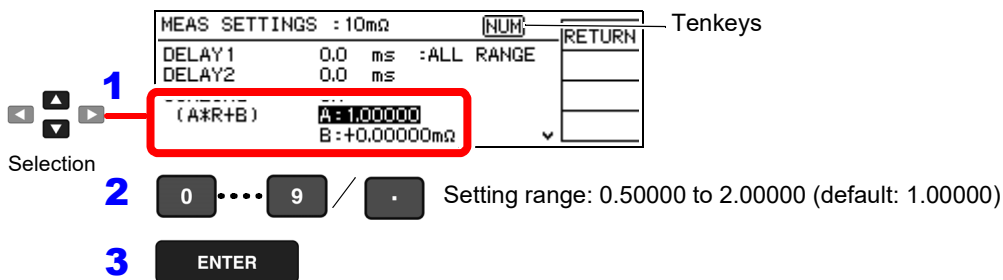 MEAS SETTINGS :10mΩ NUM Tenkeys
RETURN
DELAY1 0.0 ms :ALL RANGE
DELAY2 0.0 ms
1
(A*R+B) A:1.00000
B:+0.00000mΩ
Selection
2 0 •••• 9 / . Setting range: 0.50000 to 2.00000 (default: 1.00000)
3 ENTER